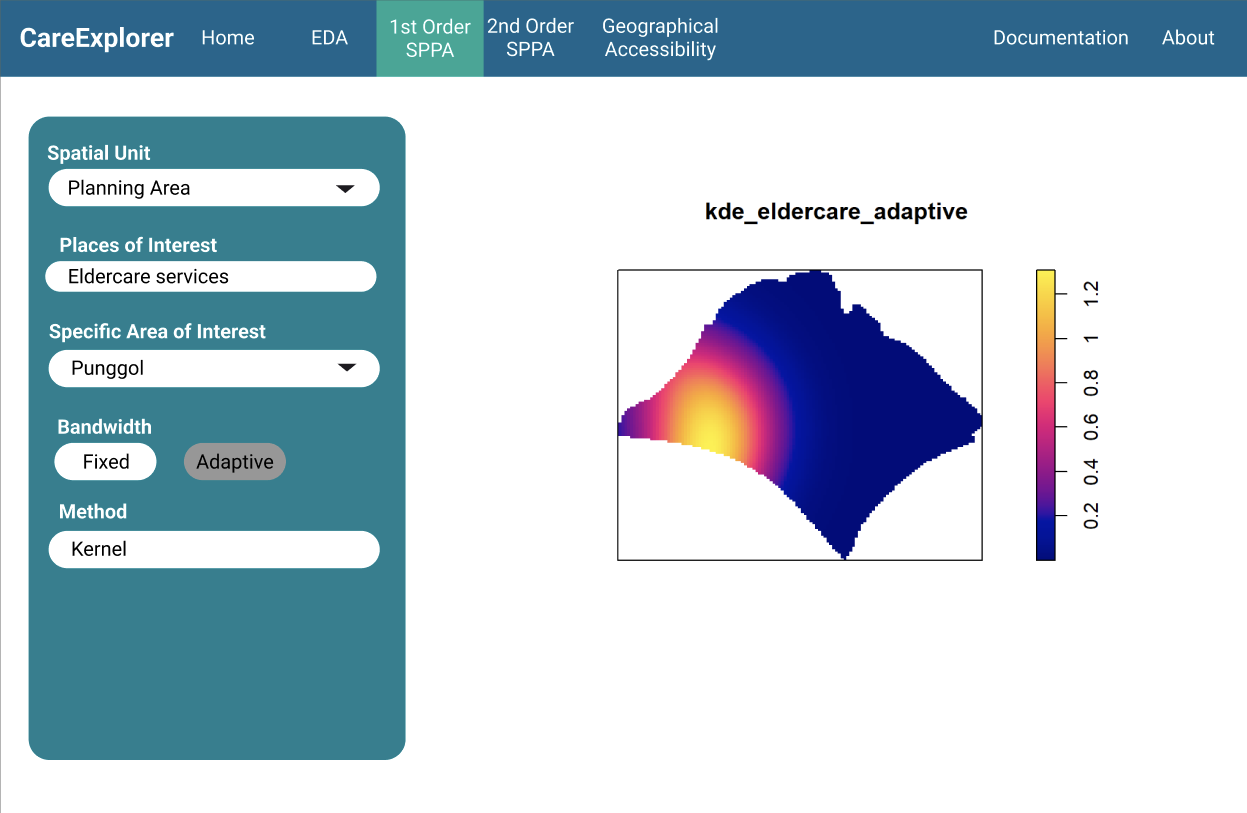 CareExplorer
Home
EDA
1st Order
SPPA
2nd Order
SPPA
Geographical
Accessibility
Documentation
About
Spatial Unit
Planning Area
Places of Interest
Eldercare services
Specific Area of Interest
Punggol
Bandwidth
Fixed
Adaptive
Method
Kernel
kde_eldercare_adaptive
1.2
1
0.8
0.6
0.4
0.2